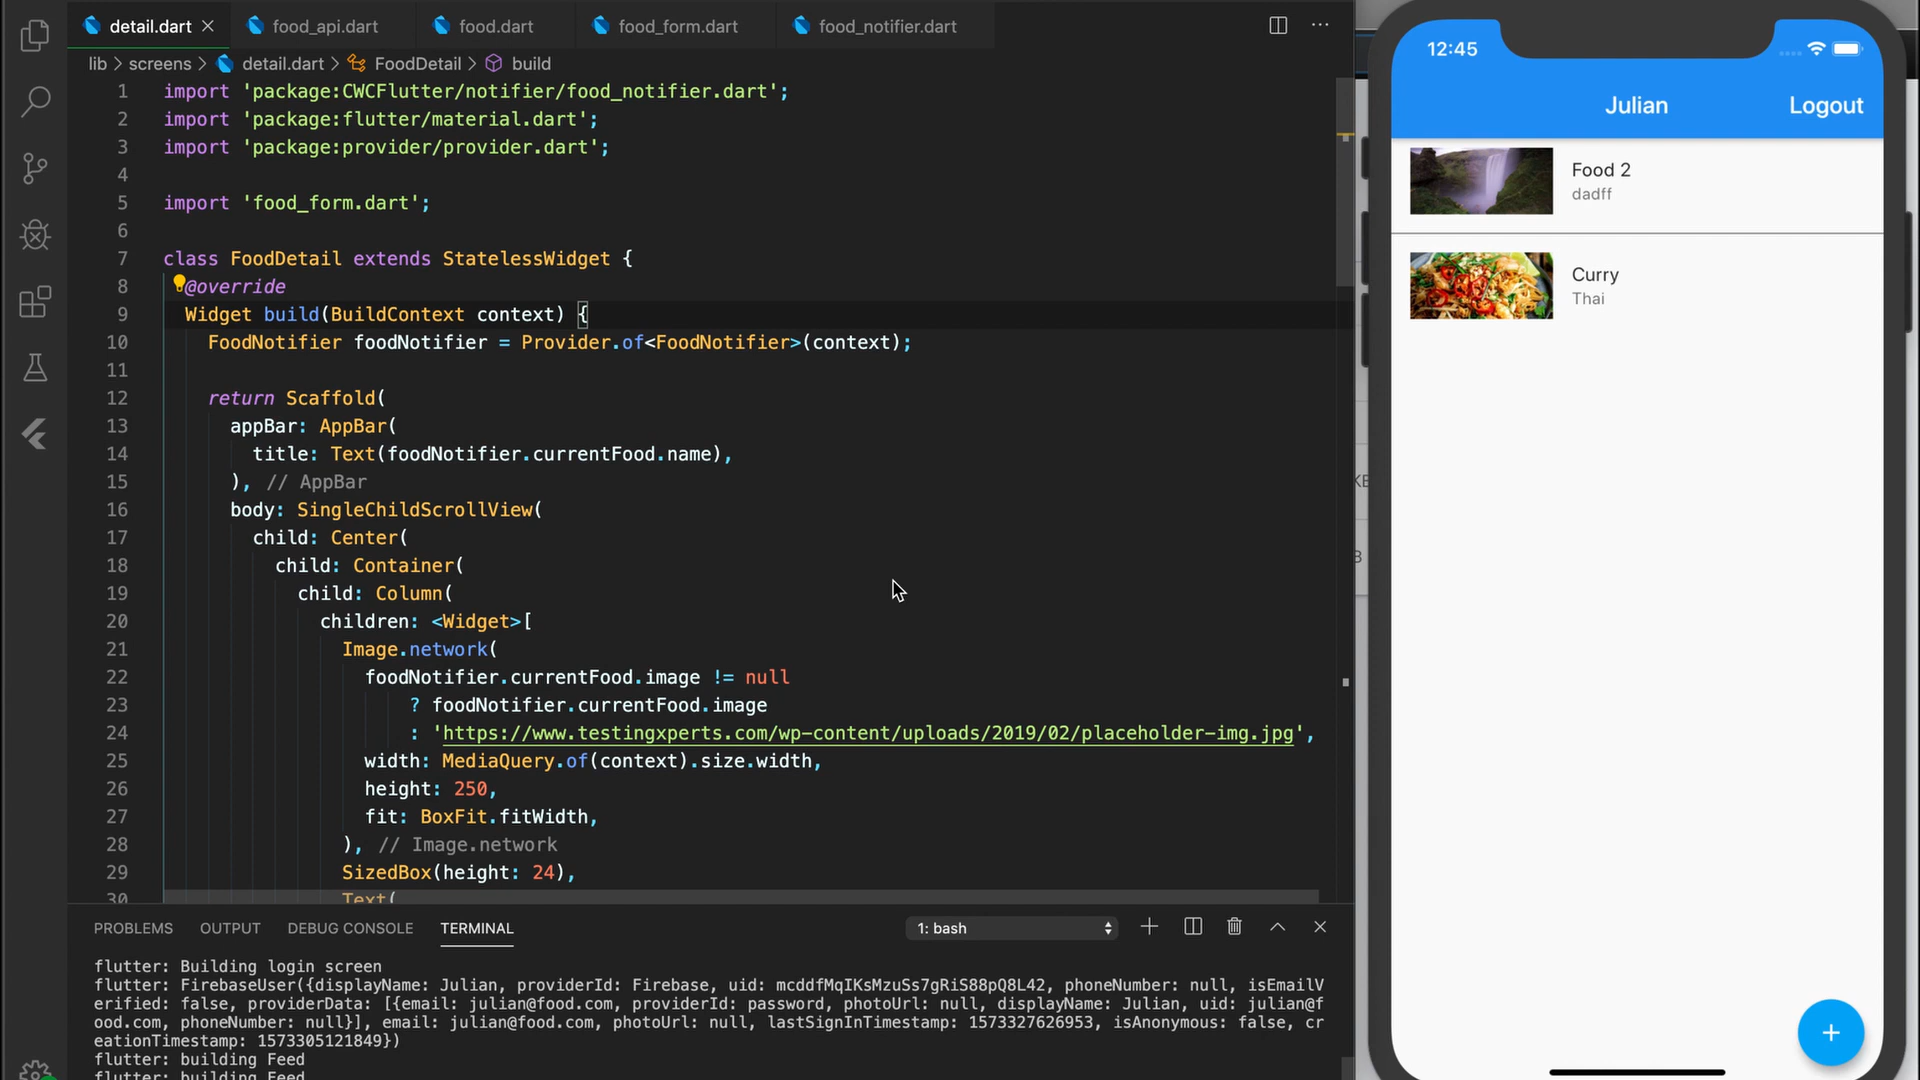 detail.dart
food_api.dart
food.dart
food_form.dart
food_notifier.dart
lib > screens > detail.dart > FoodDetail > build
1 import 'package:CWCFlutter/notifier/food_notifier.dart';
2 import 'package:flutter/material.dart';
3 import 'package:provider/provider.dart';
4
5 import 'food_form.dart';
6
7 class FoodDetail extends StatelessWidget {
8 @override
9 Widget build(BuildContext context) {
10 FoodNotifier foodNotifier = Provider.of<FoodNotifier>(context);
11
12 return Scaffold(
13 appBar: AppBar(
14 title: Text(foodNotifier.currentFood.name),
15 ), // AppBar
16 body: SingleChildScrollView(
17 child: Center(
18 child: Container(
19 child: Column(
20 children: <Widget>[
21 Image.network(
22 foodNotifier.currentFood.image != null
23 ? foodNotifier.currentFood.image
24 : 'https://www.testingxperts.com/wp-content/uploads/2019/02/placeholder-img.jpg',
25 width: MediaQuery.of(context).size.width,
26 height: 250,
27 fit: BoxFit.fitWidth,
28 ), // Image.network
29 SizedBox(height: 24),
30 Text(
PROBLEMS
OUTPUT
DEBUG CONSOLE
TERMINAL
1: bash
flutter: Building login screen
flutter: FirebaseUser({displayName: Julian, providerId: Firebase, uid: mcddfMqIKsMzuSs7gRiS88pQ8L42, phoneNumber: null, isEmailV
erified: false, providerData: [{email: julian@food.com, providerId: password, photoUrl: null, displayName: Julian, uid: julian@f
ood.com, phoneNumber: null}], email: julian@food.com, photoUrl: null, lastSignInTimestamp: 1573327626953, isAnonymous: false, cr
eationTimestamp: 1573305121849})
flutter: building Feed
flutter: building Feed
12:45
Julian
Logout
Food 2
dadff
Curry
Thai
+